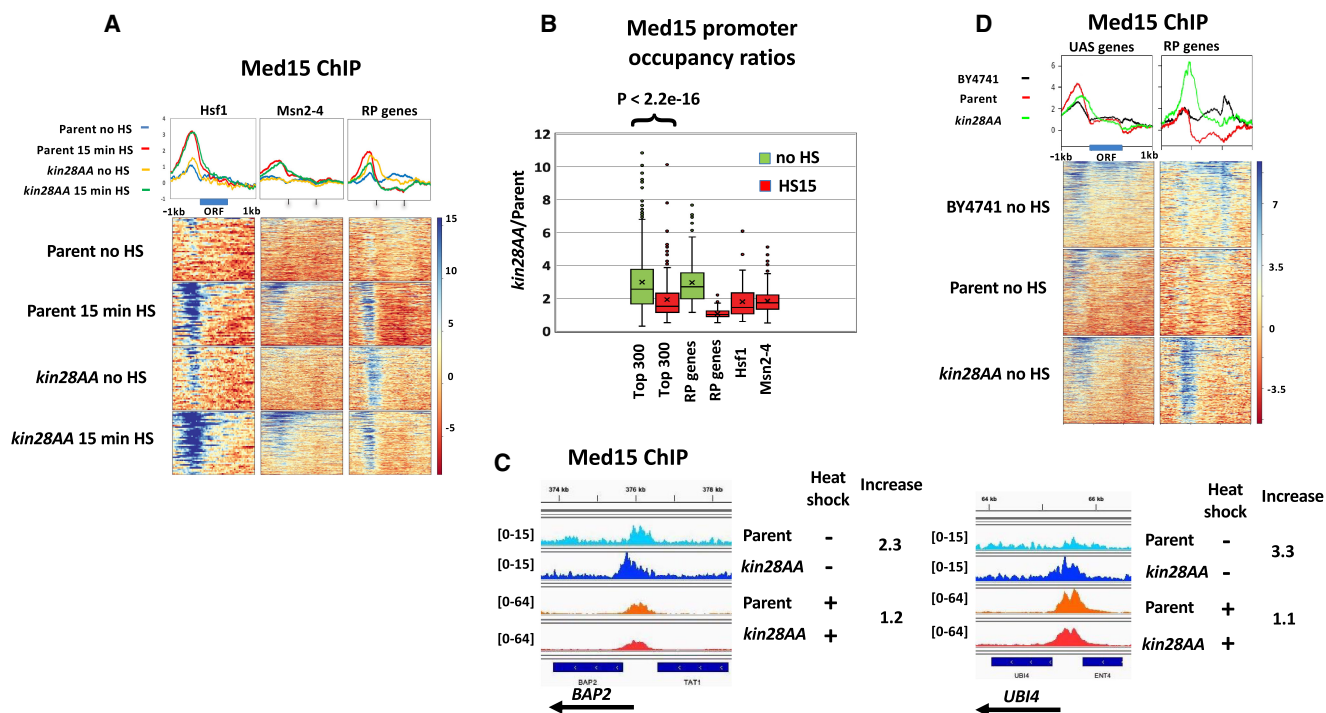 A
Med15 ChIP
Hsf1
Msn2-4
RP genes
Parent no HS
Parent 15 min HS
kin28AA no HS
kin28AA 15 min HS
4
3
2
1
0
-1
-1kb
ORF
1kb
Parent no HS
Parent 15 min HS
kin28AA no HS
kin28AA 15 min HS
15
10
5
0
-5
B
Med15 promoter
occupancy ratios
P < 2.2e-16
kin28AA/Parent
12
10
8
6
4
2
0
no HS
HS15
Top 300
Top 300
RP genes
RP genes
Hsf1
Msn2-4
C
Med15 ChIP
Heat
shock
Increase
374 kb
376 kb
378 kb
[0-15]
Parent
-
2.3
[0-15]
kin28AA
-
[0-64]
Parent
+
1.2
[0-64]
kin28AA
+
BAP2
TAT1
BAP2
Heat
shock
Increase
64 kb
66 kb
[0-15]
Parent
-
3.3
[0-15]
kin28AA
-
[0-64]
Parent
+
1.1
[0-64]
kin28AA
+
UBI4
ENT4
UBI4
D
Med15 ChIP
UAS genes
RP genes
BY4741
Parent
kin28AA
6
4
2
0
-1kb
ORF
1kb
BY4741 no HS
Parent no HS
kin28AA no HS
7
3.5
0
-3.5